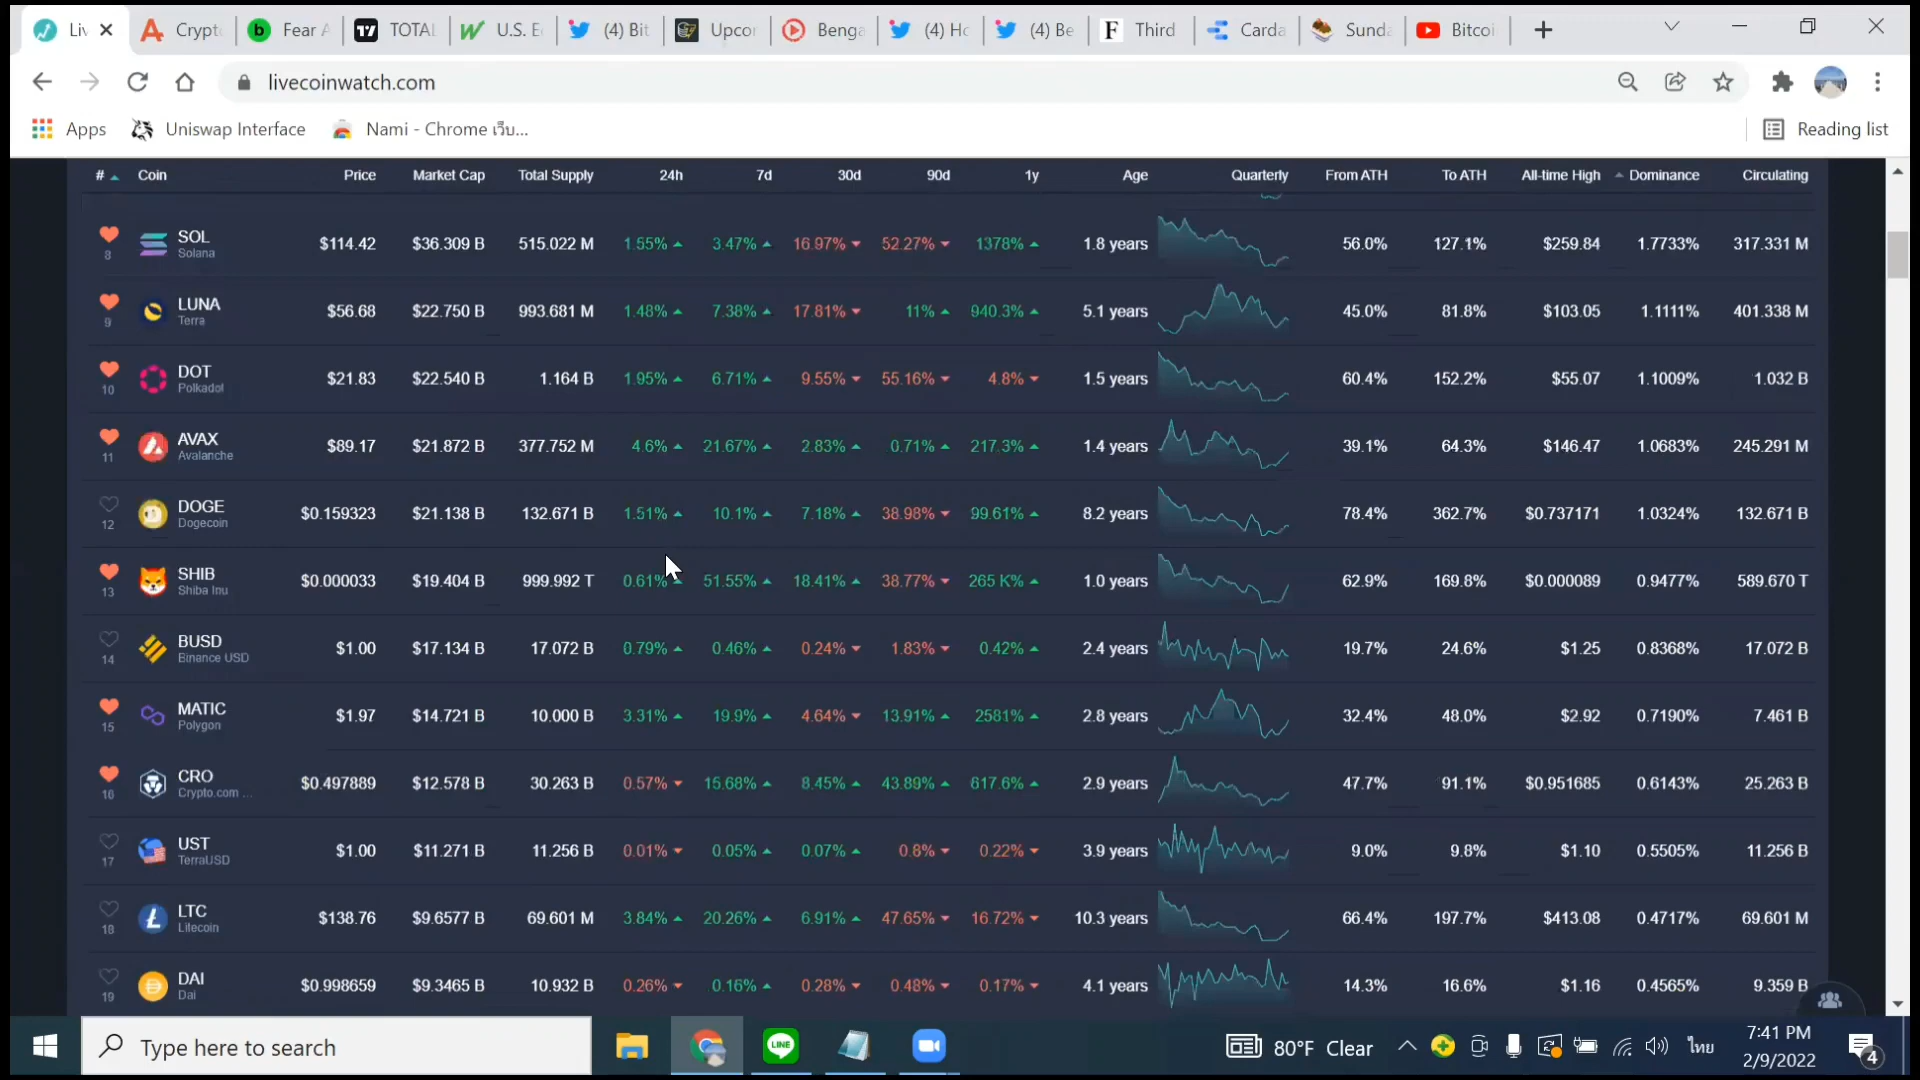 Liv
Crypt
Fear A
TOTAL
U.S. E
(4) Bit
Upcor
Benga
(4) Ho
(4) Be
Third
Carda
Sunda
Bitcoi
livecoinwatch.com
Apps
Uniswap Interface
Nami - Chrome เว็บ...
Reading list
# Coin Price Market Cap Total Supply 24h 7d 30d 90d 1y Age Quarterly From ATH To ATH All-time High Dominance Circulating
SOL
8 Solana $114.42 $36.309 B 515.022 M 1.55% 3.47% 16.97% 52.27% 1378% 1.8 years 56.0% 127.1% $259.84 1.7733% 317.331 M
LUNA
9 Terra $56.68 $22.750 B 993.681 M 1.48% 7.38% 17.81% 11% 940.3% 5.1 years 45.0% 81.8% $103.05 1.1111% 401.338 M
DOT
10 Polkadot $21.83 $22.540 B 1.164 B 1.95% 6.71% 9.55% 55.16% 4.8% 1.5 years 60.4% 152.2% $55.07 1.1009% 1.032 B
AVAX
11 Avalanche $89.17 $21.872 B 377.752 M 4.6% 21.67% 2.83% 0.71% 217.3% 1.4 years 39.1% 64.3% $146.47 1.0683% 245.291 M
DOGE
12 Dogecoin $0.159323 $21.138 B 132.671 B 1.51% 10.1% 7.18% 38.98% 99.61% 8.2 years 78.4% 362.7% $0.737171 1.0324% 132.671 B
SHIB
13 Shiba Inu $0.000033 $19.404 B 999.992 T 0.61% 51.55% 18.41% 38.77% 265 K% 1.0 years 62.9% 169.8% $0.000089 0.9477% 589.670 T
BUSD
14 Binance USD $1.00 $17.134 B 17.072 B 0.79% 0.46% 0.24% 1.83% 0.42% 2.4 years 19.7% 24.6% $1.25 0.8368% 17.072 B
MATIC
15 Polygon $1.97 $14.721 B 10.000 B 3.31% 19.9% 4.64% 13.91% 2581% 2.8 years 32.4% 48.0% $2.92 0.7190% 7.461 B
CRO
16 Crypto.com ... $0.497889 $12.578 B 30.263 B 0.57% 15.68% 8.45% 43.89% 617.6% 2.9 years 47.7% 91.1% $0.951685 0.6143% 25.263 B
UST
17 TerraUSD $1.00 $11.271 B 11.256 B 0.01% 0.05% 0.07% 0.8% 0.22% 3.9 years 9.0% 9.8% $1.10 0.5505% 11.256 B
LTC
18 Litecoin $138.76 $9.6577 B 69.601 M 3.84% 20.26% 6.91% 47.65% 16.72% 10.3 years 66.4% 197.7% $413.08 0.4717% 69.601 M
DAI
19 Dai $0.998659 $9.3465 B 10.932 B 0.26% 0.16% 0.28% 0.48% 0.17% 4.1 years 14.3% 16.6% $1.16 0.4565% 9.359 B
Type here to search
LINE
80°F Clear
ไทย
7:41 PM
2/9/2022
4